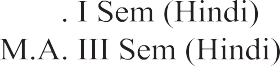 . I Sem (Hindi)
M.A. III Sem (Hindi)